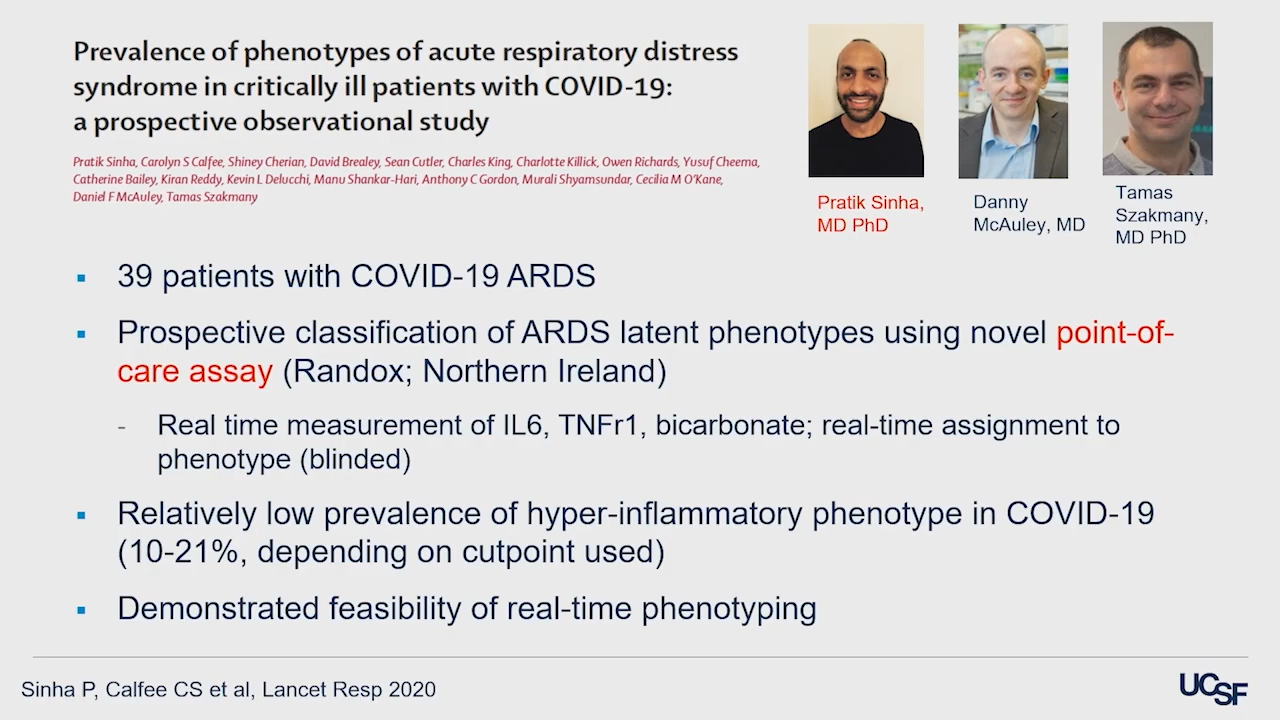 Prevalence of phenotypes of acute respiratory distress
syndrome in critically ill patients with COVID-19:
a prospective observational study
Pratik Sinha, Carolyn S Calfee, Shiney Cherian, David Brealey, Sean Cutler, Charles King, Charlotte Killick, Owen Richards, Yusuf Cheema,
Catherine Bailey, Kiran Reddy, Kevin L Delucchi, Manu Shankar-Hari, Anthony C Gordon, Murali Shyamsundar, Cecilia M O'Kane,
Daniel F McAuley, Tamas Szakmany
Pratik Sinha,
MD PhD
Danny
McAuley, MD
Tamas
Szakmany,
MD PhD
▪ 39 patients with COVID-19 ARDS
▪ Prospective classification of ARDS latent phenotypes using novel point-of-
care assay (Randox; Northern Ireland)
- Real time measurement of IL6, TNFr1, bicarbonate; real-time assignment to
phenotype (blinded)
▪ Relatively low prevalence of hyper-inflammatory phenotype in COVID-19
(10-21%, depending on cutpoint used)
▪ Demonstrated feasibility of real-time phenotyping
Sinha P, Calfee CS et al, Lancet Resp 2020
UCSF